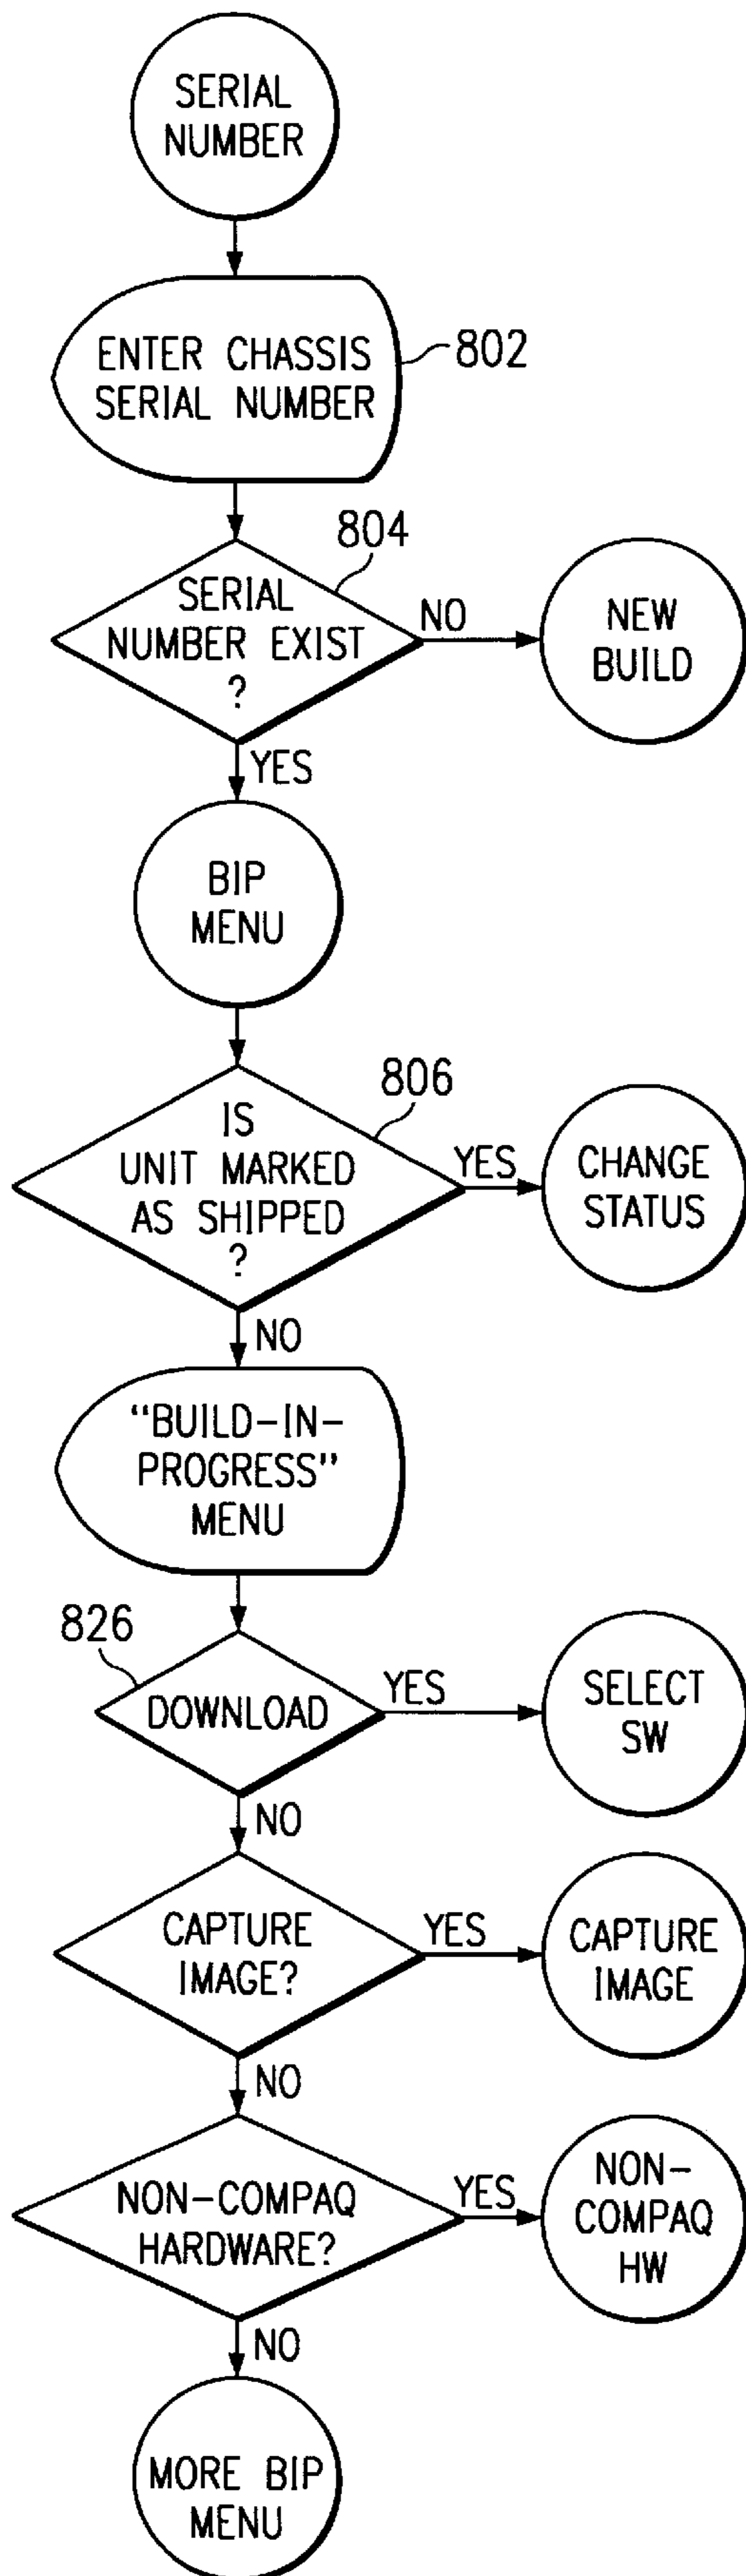 SERIAL
NUMBER
ENTER CHASSIS
SERIAL NUMBER
802
804
SERIAL
NUMBER EXIST
?
NO
NEW
BUILD
YES
BIP
MENU
806
IS
UNIT MARKED
AS SHIPPED
?
YES
CHANGE
STATUS
NO
“BUILD-IN-
PROGRESS”
MENU
826
DOWNLOAD
YES
SELECT
SW
NO
CAPTURE
IMAGE?
YES
CAPTURE
IMAGE
NO
NON-COMPAQ
HARDWARE?
YES
NON-
COMPAQ
HW
NO
MORE BIP
MENU